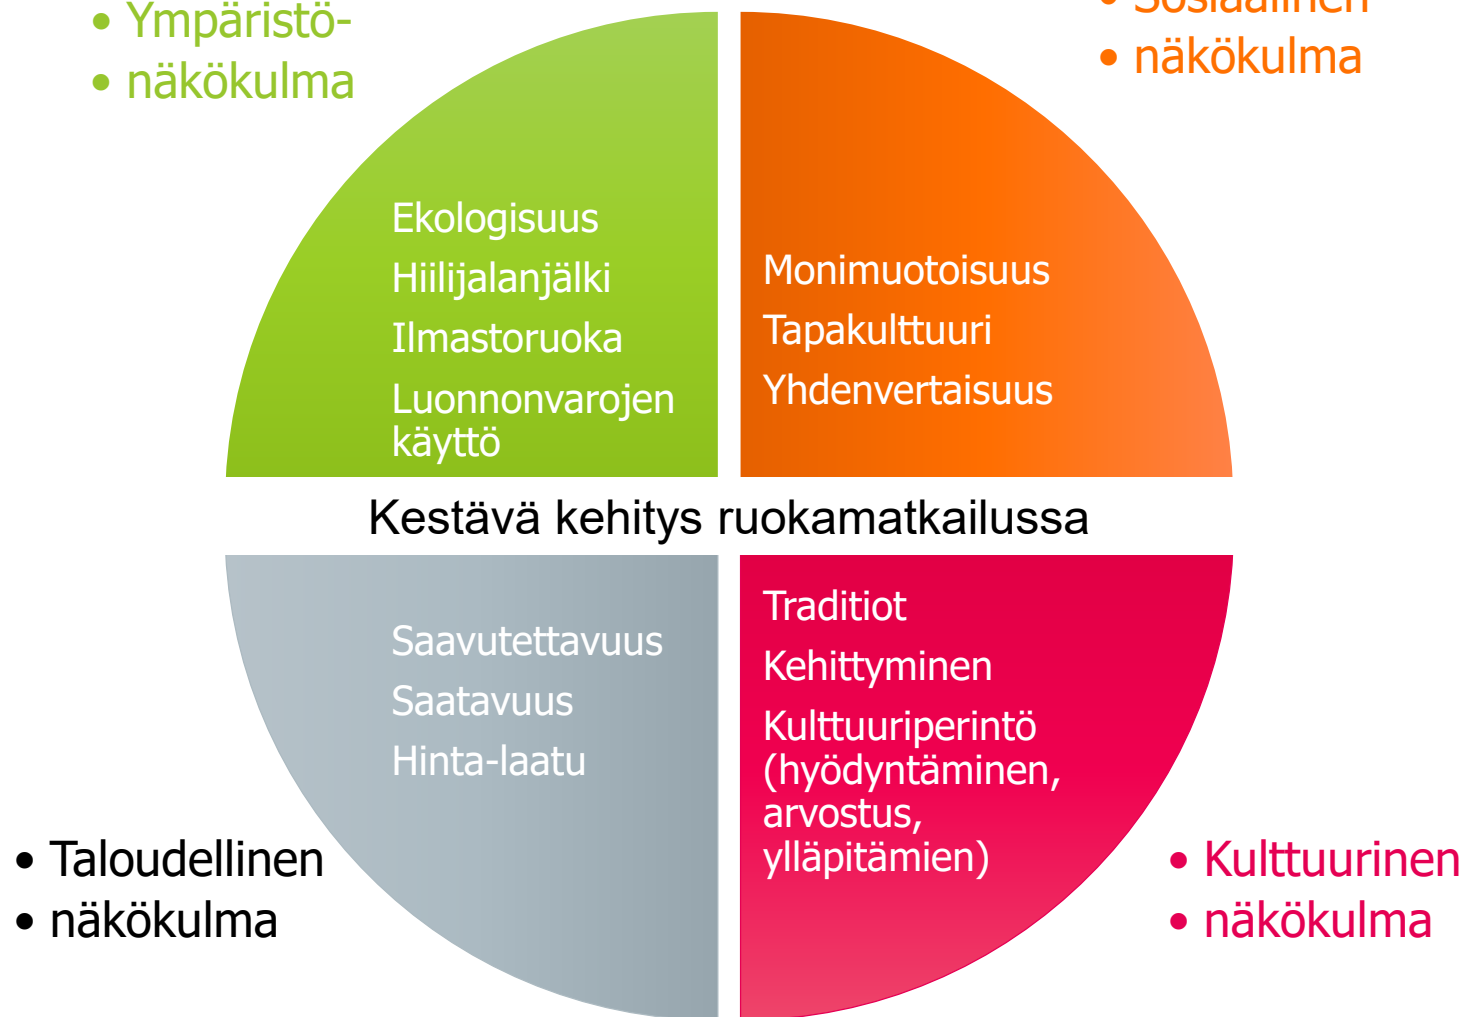 • Ympäristö-
• näkökulma
• Sosiaalinen
• näkökulma
Ekologisuus
Hiilijalanjälki
Ilmastoruoka
Luonnonvarojen
käyttö
Monimuotoisuus
Tapakulttuuri
Yhdenvertaisuus
Kestävä kehitys ruokamatkailussa
Saavutettavuus
Saatavuus
Hinta-laatu
Traditiot
Kehittyminen
Kulttuuriperintö
(hyödyntäminen,
arvostus,
ylläpitämien)
• Taloudellinen
• näkökulma
• Kulttuurinen
• näkökulma